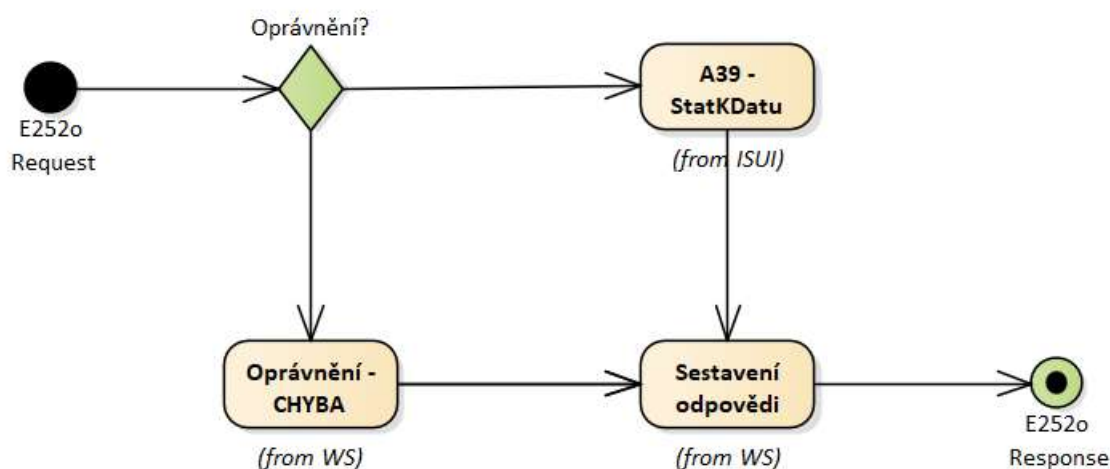 Oprávnění?
E252o
Request
A39 -
StatKDatu
(from ISUI)
Oprávnění -
CHYBA
(from WS)
Sestavení
odpovědi
(from WS)
E252o
Response